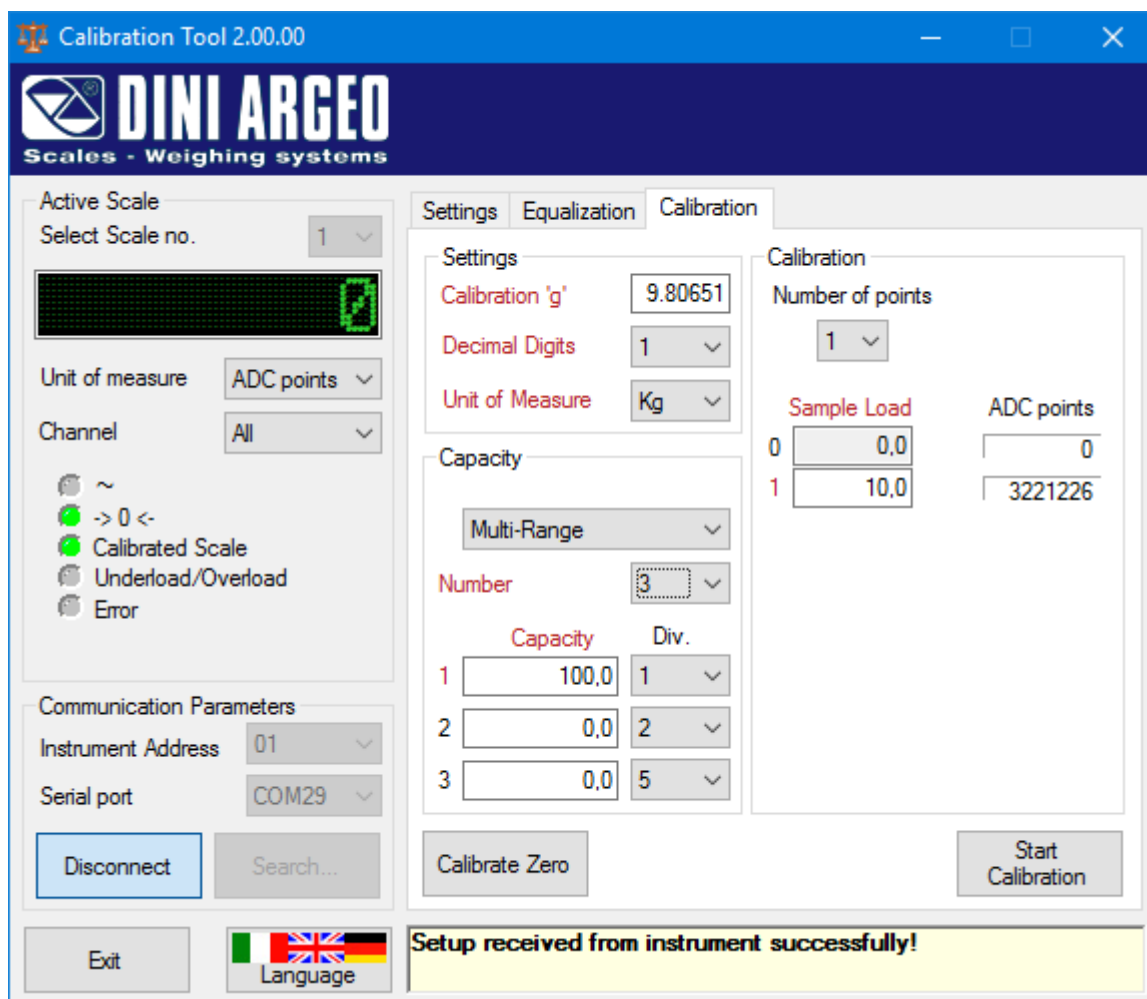 Calibration Tool 2.00.00
DINI ARGEO
Scales - Weighing systems
Active Scale
Select Scale no.
1
0
Unit of measure
ADC points
Channel
All
~
-> 0 <-
Calibrated Scale
Underload/Overload
Error
Communication Parameters
Instrument Address
01
Serial port
COM29
Disconnect
Search...
Exit
Language
Settings
Equalization
Calibration
Settings
Calibration 'g'
9.80651
Decimal Digits
1
Unit of Measure
Kg
Capacity
Multi-Range
Number
3
Capacity
Div.
1
100,0
1
2
0,0
2
3
0,0
5
Calibrate Zero
Calibration
Number of points
1
Sample Load
ADC points
0
0,0
0
1
10,0
3221226
Start
Calibration
Setup received from instrument successfully!